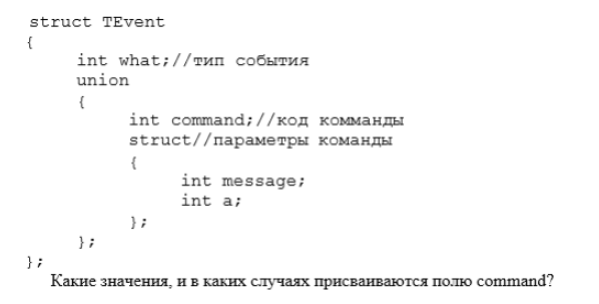 struct TEvent
{
int what;//тип события
union
{
int command;//код комманды
struct//параметры команды
{
int message;
int a;
};
};
};
Какие значения, и в каких случаях присваиваются полю command?